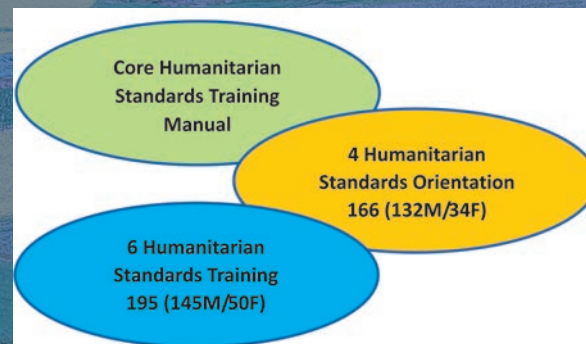 Core Humanitarian
Standards Training
Manual
4 Humanitarian
Standards Orientation
166 (132M/34F)
6 Humanitarian
Standards Training
195 (145M/50F)